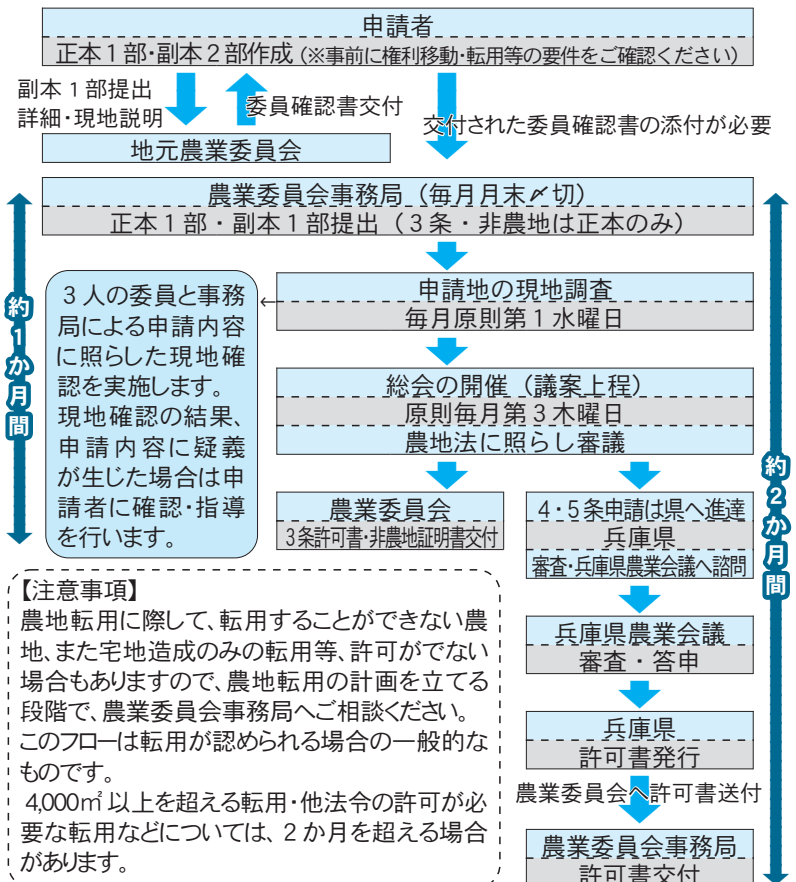 申請者
正本1部・副本2部作成（※事前に権利移動・転用等の要件をご確認ください）
副本1部提出
詳細・現地説明
委員確認書交付
交付された委員確認書の添付が必要
地元農業委員会
農業委員会事務局（毎月月末〆切）
正本1部・副本1部提出（3条・非農地は正本のみ）
約1か月間
3人の委員と事務
局による申請内容
に照らした現地確
認を実施します。
現地確認の結果、
申請内容に疑義
が生じた場合は申
請者に確認・指導
を行います。
←
申請地の現地調査
毎月原則第1水曜日
総会の開催（議案上程）
原則毎月第3木曜日
農地法に照らし審議
農業委員会
3条許可書・非農地証明書交付
4・5条申請は県へ進達
兵庫県
審査・兵庫県農業会議へ諮問
約2か月間
兵庫県農業会議
審査・答申
兵庫県
許可書発行
農業委員会へ許可書送付
農業委員会事務局
許可書交付
【注意事項】
農地転用に際して、転用することができない農
地、また宅地造成のみの転用等、許可がでない
場合もありますので、農地転用の計画を立てる
段階で、農業委員会事務局へご相談ください。
このフローは転用が認められる場合の一般的な
ものです。
4,000㎡以上を超える転用・他法令の許可が必
要な転用などについては、2か月を超える場合
があります。